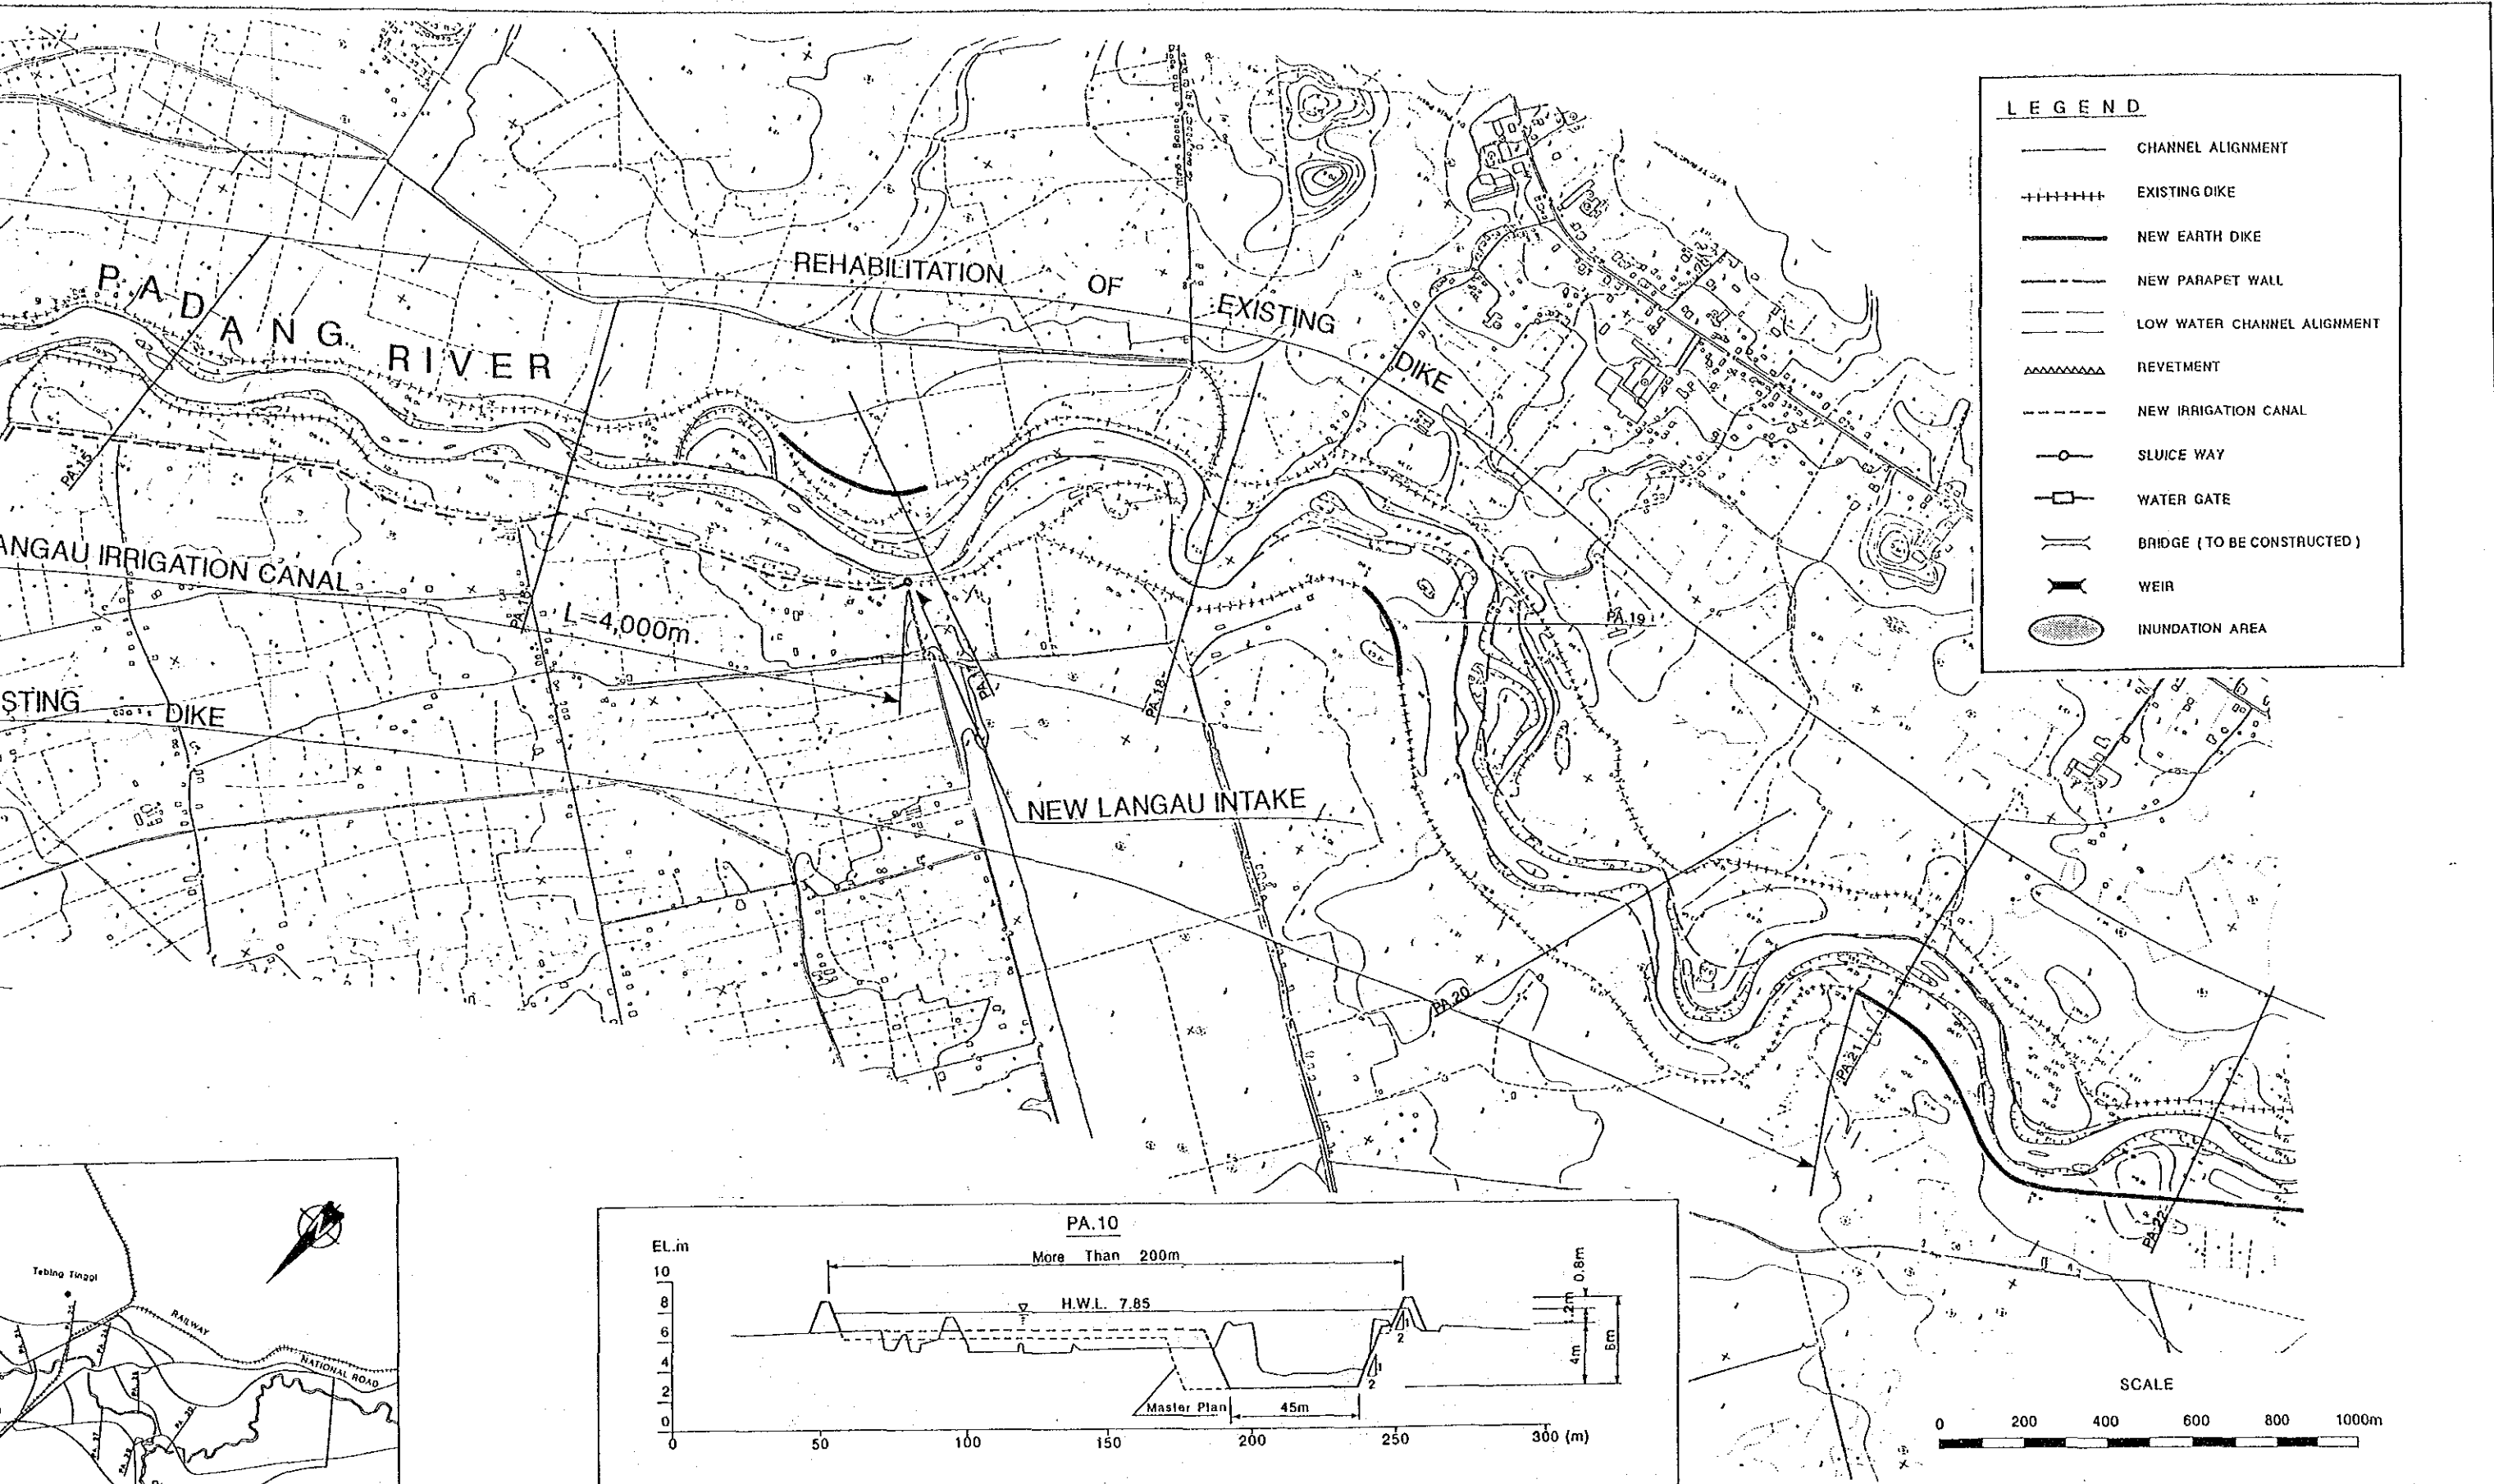 PADANG RIVER
REHABILITATION OF EXISTING DIKE
ANGAU IRRIGATION CANAL
L=4,000m.
STING DIKE
NEW LANGAU INTAKE
PA.15
PA.18
PA.19
PA.20
PA.21
PA.22
LEGEND
CHANNEL ALIGNMENT
EXISTING DIKE
NEW EARTH DIKE
NEW PARAPET WALL
LOW WATER CHANNEL ALIGNMENT
REVETMENT
NEW IRRIGATION CANAL
SLUICE WAY
WATER GATE
BRIDGE ( TO BE CONSTRUCTED )
WEIR
INUNDATION AREA
Tebing Tinggi
RAILWAY
NATIONAL ROAD
PA.10
EL.m
More Than 200m
H.W.L. 7.85
10
8
6
4
2
0
0.8m
1.2m
4m
6m
1
2
1
2
Master Plan
45m
0 50 100 150 200 250 300 (m)
SCALE
0 200 400 600 800 1000m